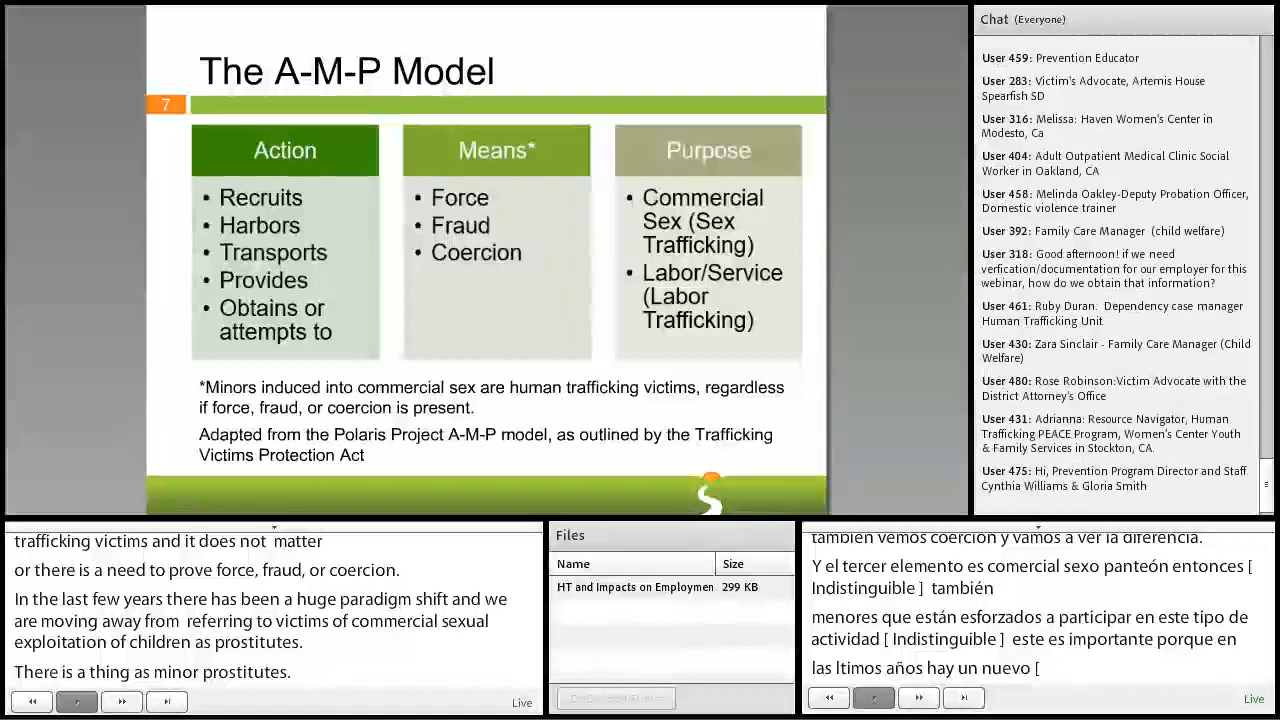 The A-M-P Model
7
Action
• Recruits
• Harbors
• Transports
• Provides
• Obtains or
attempts to
Means*
• Force
• Fraud
• Coercion
Purpose
• Commercial
Sex (Sex
Trafficking)
• Labor/Service
(Labor
Trafficking)
*Minors induced into commercial sex are human trafficking victims, regardless
if force, fraud, or coercion is present.
Adapted from the Polaris Project A-M-P model, as outlined by the Trafficking
Victims Protection Act
Chat (Everyone)
User 459: Prevention Educator
User 283: Victim's Advocate, Artemis House
Spearfish SD
User 316: Melissa: Haven Women's Center in
Modesto, Ca
User 404: Adult Outpatient Medical Clinic Social
Worker in Oakland, CA
User 458: Melinda Oakley-Deputy Probation Officer,
Domestic violence trainer
User 392: Family Care Manager (child welfare)
User 318: Good afternoon! if we need
verfication/documentation for our employer for this
webinar, how do we obtain that information?
User 461: Ruby Duran: Dependency case manager
Human Trafficking Unit
User 430: Zara Sinclair - Family Care Manager (Child
Welfare)
User 480: Rose Robinson:Victim Advocate with the
District Attorney's Office
User 431: Adrianna: Resource Navigator, Human
Trafficking PEACE Program, Women's Center Youth
& Family Services in Stockton, CA.
User 475: Hi, Prevention Program Director and Staff
Cynthia Williams & Gloria Smith
trafficking victims and it does not matter
or there is a need to prove force, fraud, or coercion.
In the last few years there has been a huge paradigm shift and we
are moving away from referring to victims of commercial sexual
exploitation of children as prostitutes.
There is a thing as minor prostitutes.
Live
Files
Name Size
HT and Impacts on Employmen 299 KB
también vemos coerción y vamos a ver la diferencia.
Y el tercer elemento es comercial sexo panteón entonces [
Indistinguible ] también
menores que están esforzados a participar en este tipo de
actividad [ Indistinguible ] este es importante porque en
las ltimos años hay un nuevo [
Live